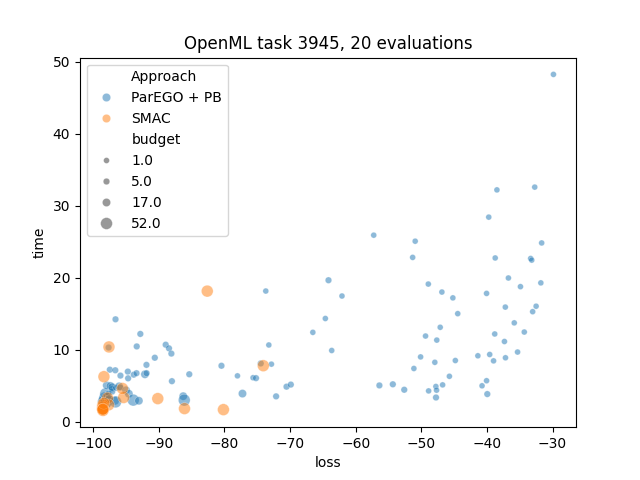 OpenML task 3945, 20 evaluations
Approach
ParEGO + PB
SMAC
budget
1.0
5.0
17.0
52.0
time
50
40
30
20
10
0
−100 −90 −80 −70 −60 −50 −40 −30
loss